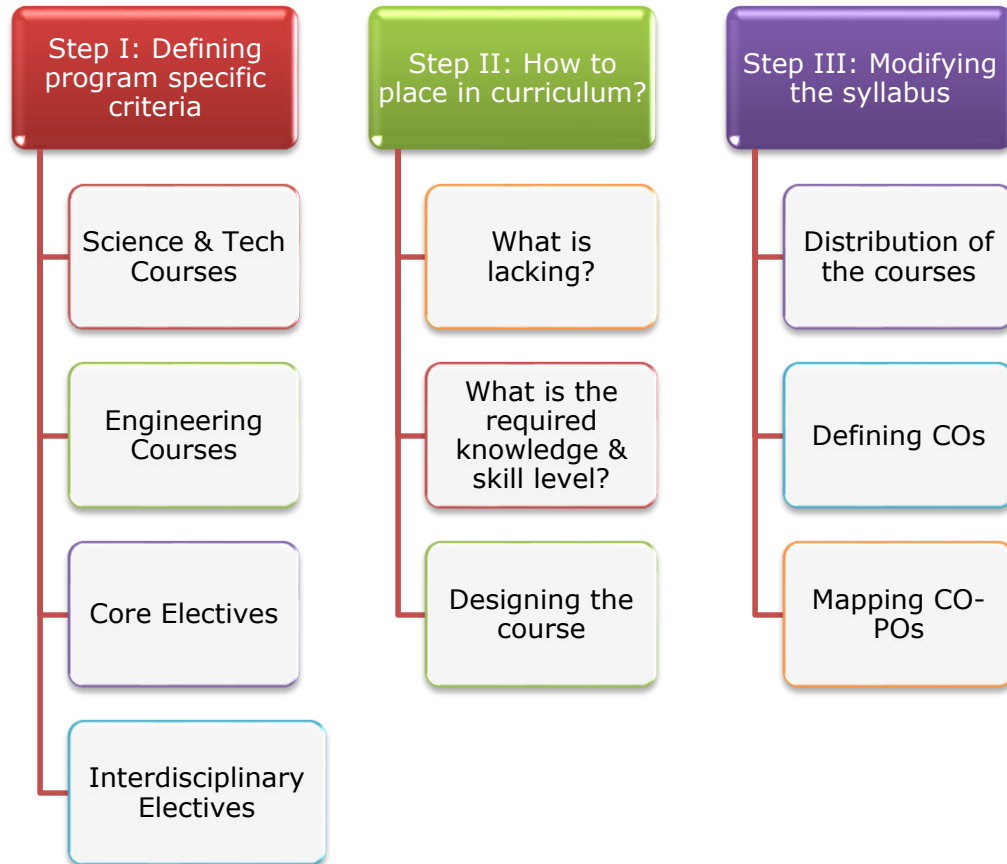 Step I: Defining
program specific
criteria
Science & Tech
Courses
Engineering
Courses
Core Electives
Interdisciplinary
Electives
Step II: How to
place in curriculum?
What is
lacking?
What is the
required
knowledge &
skill level?
Designing the
course
Step III: Modifying
the syllabus
Distribution of
the courses
Defining COs
Mapping CO-
POs